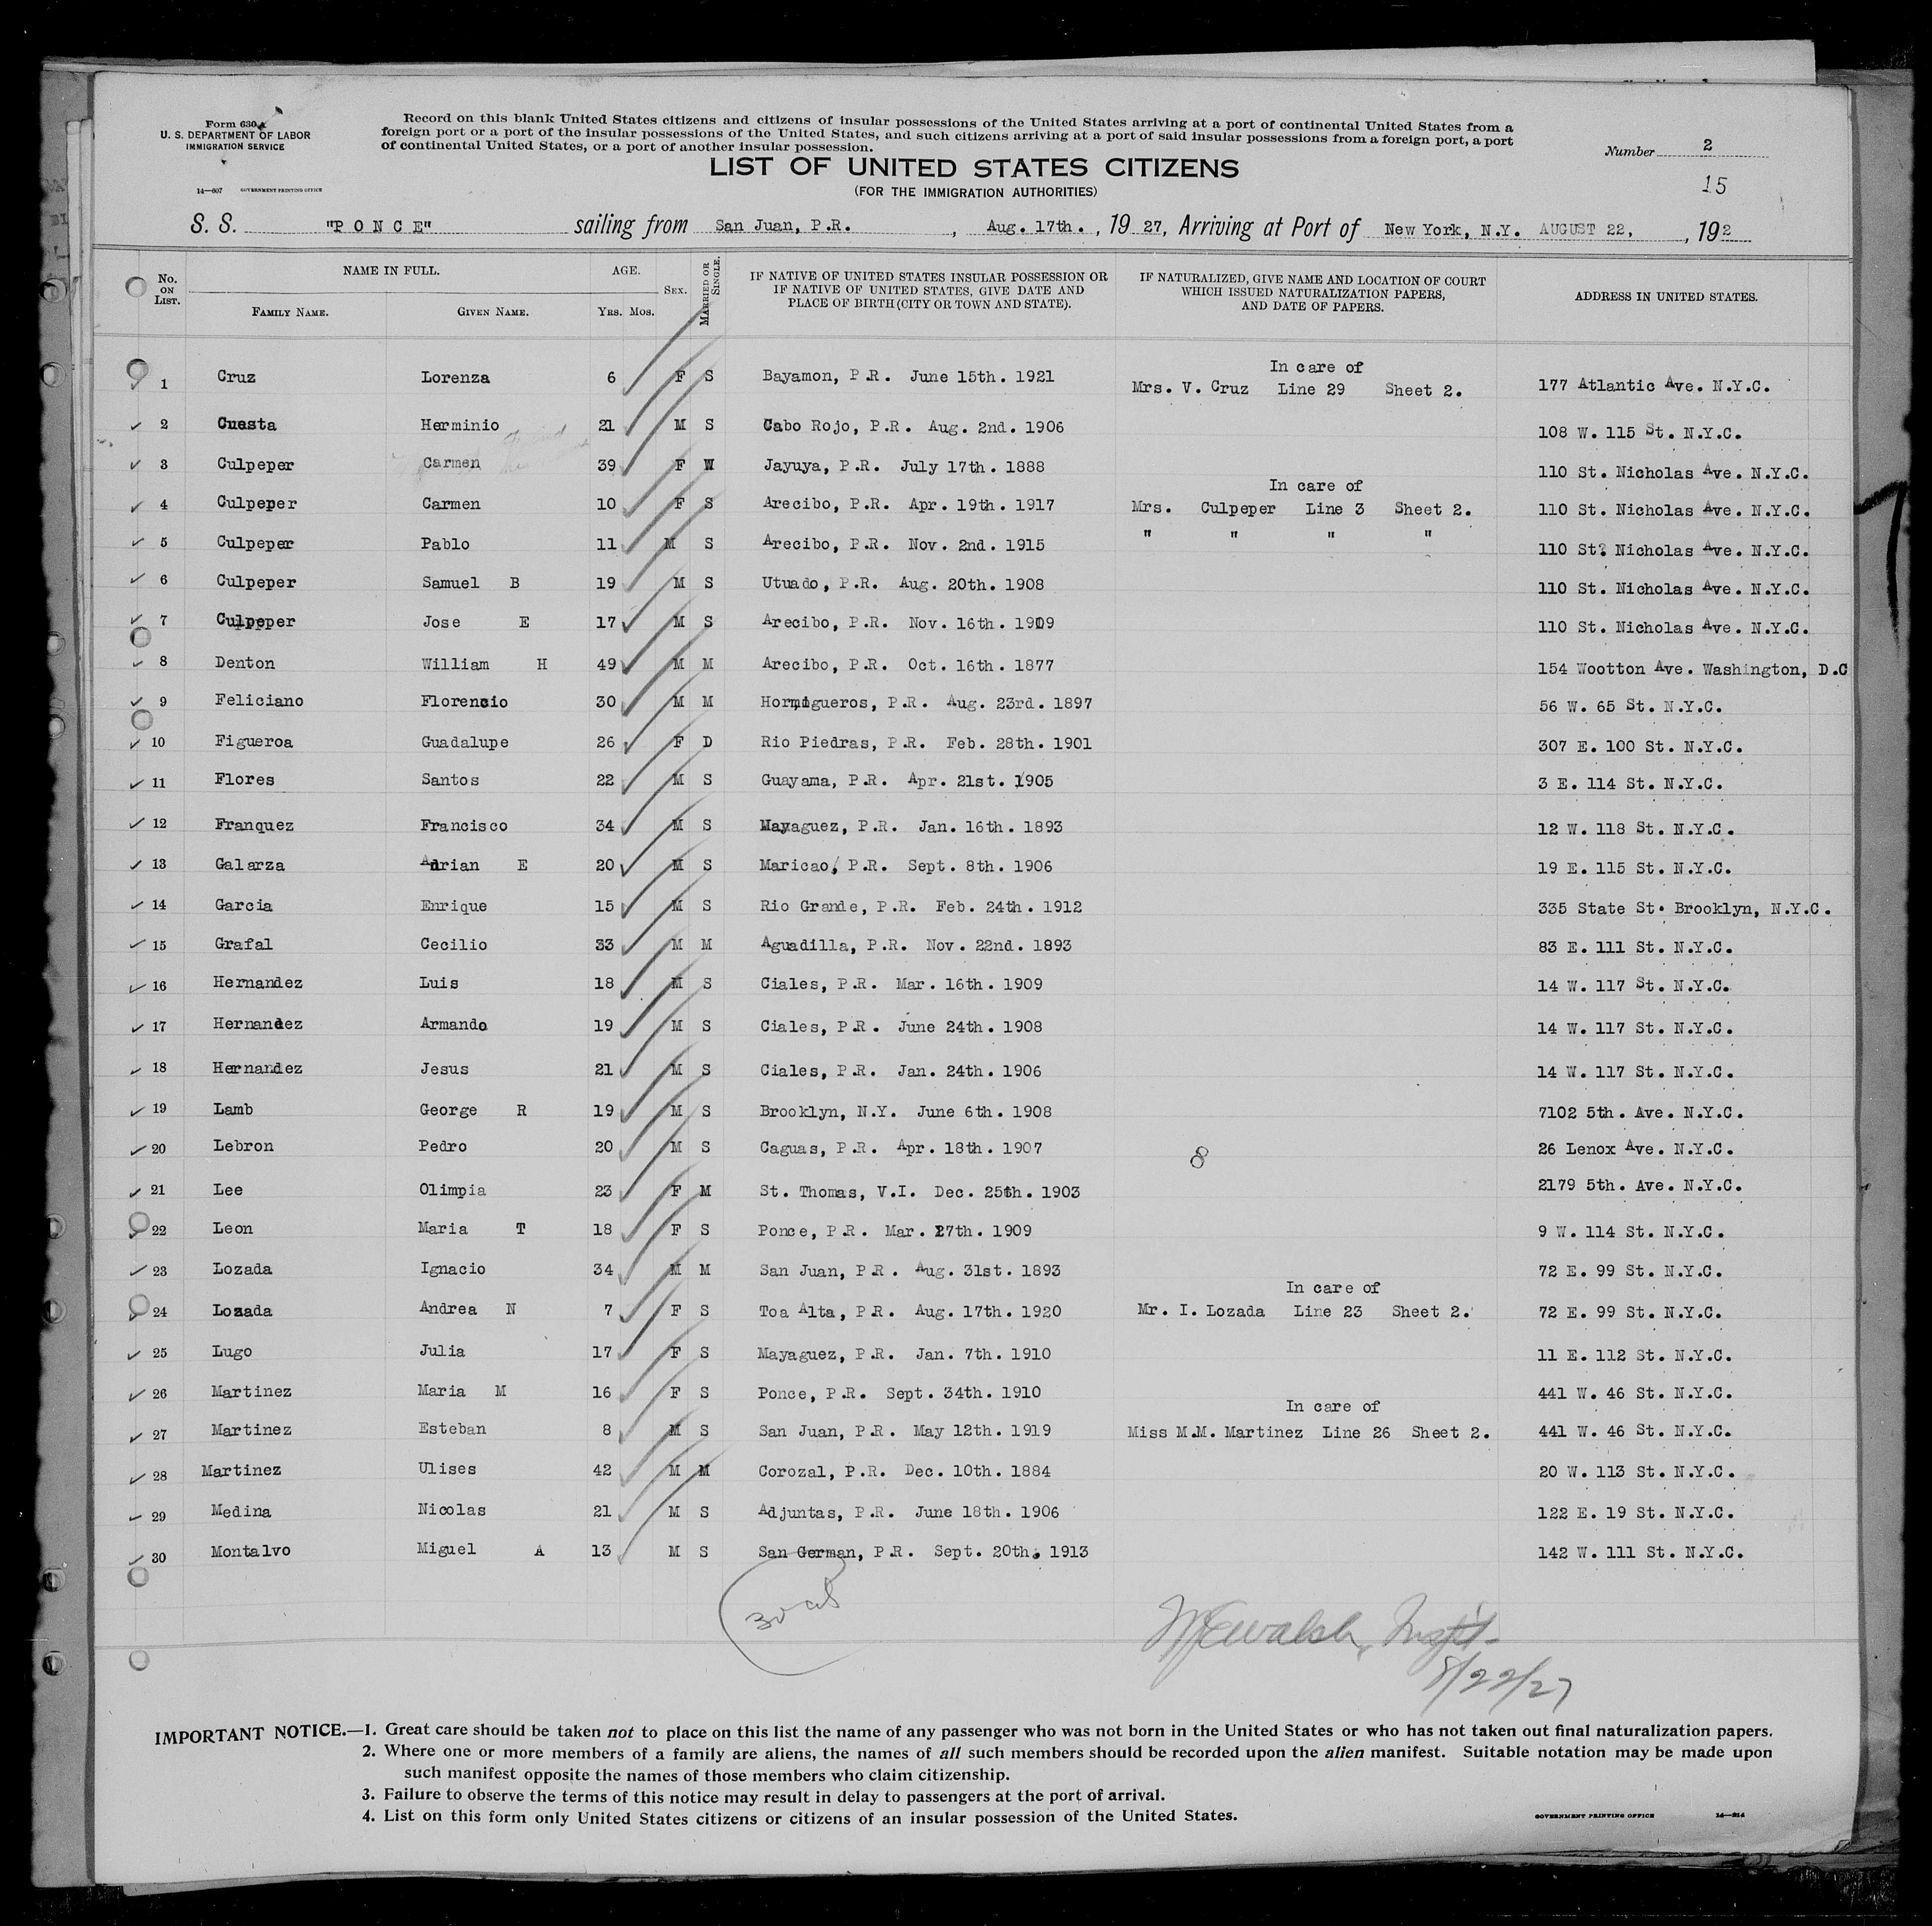 Form 630 A
U. S. DEPARTMENT OF LABOR
IMMIGRATION SERVICE
14—607 GOVERNMENT PRINTING OFFICE
Record on this blank United States citizens and citizens of insular possessions of the United States arriving at a port of continental United States from a
foreign port or a port of the insular possessions of the United States, and such citizens arriving at a port of said insular possessions from a foreign port, a port
of continental United States, or a port of another insular possession.
LIST OF UNITED STATES CITIZENS
(FOR THE IMMIGRATION AUTHORITIES)
Number 2
15
S. S. "P O N C E" sailing from San Juan, P.R. , Aug. 17th. , 19 27, Arriving at Port of New York, N.Y. AUGUST 22, , 192
No. ON LIST. NAME IN FULL. FAMILY NAME. GIVEN NAME. AGE. YRS. MOS. SEX. MARRIED OR SINGLE. IF NATIVE OF UNITED STATES INSULAR POSSESSION OR IF NATIVE OF UNITED STATES, GIVE DATE AND PLACE OF BIRTH (CITY OR TOWN AND STATE). IF NATURALIZED, GIVE NAME AND LOCATION OF COURT WHICH ISSUED NATURALIZATION PAPERS, AND DATE OF PAPERS. ADDRESS IN UNITED STATES.
In care of
1 Cruz Lorenza 6 F S Bayamon, P.R. June 15th. 1921 Mrs. V. Cruz Line 29 Sheet 2. 177 Atlantic Ave. N.Y.C.
2 Cuesta Herminio 21 M S Cabo Rojo, P.R. Aug. 2nd. 1906 108 W. 115 St. N.Y.C.
3 Culpeper Carmen 39 F W Jayuya, P.R. July 17th. 1888 110 St. Nicholas Ave. N.Y.C.
In care of
4 Culpeper Carmen 10 F S Arecibo, P.R. Apr. 19th. 1917 Mrs. Culpeper Line 3 Sheet 2. 110 St. Nicholas Ave. N.Y.C.
5 Culpeper Pablo 11 M S Arecibo, P.R. Nov. 2nd. 1915 " " " " 110 St? Nicholas Ave. N.Y.C.
6 Culpeper Samuel B 19 M S Utuado, P.R. Aug. 20th. 1908 110 St. Nicholas Ave. N.Y.C.
7 Culpeper Jose E 17 M S Arecibo, P.R. Nov. 16th. 1909 110 St. Nicholas Ave. N.Y.C.
8 Denton William H 49 M M Arecibo, P.R. Oct. 16th. 1877 154 Wootton Ave. Washington, D.C
9 Feliciano Florencio 30 M M Hormigueros, P.R. Aug. 23rd. 1897 56 W. 65 St. N.Y.C.
10 Figueroa Guadalupe 26 F D Rio Piedras, P.R. Feb. 28th. 1901 307 E. 100 St. N.Y.C.
11 Flores Santos 22 M S Guayama, P.R. Apr. 21st. 1905 3 E. 114 St. N.Y.C.
12 Franquez Francisco 34 M S Mayaguez, P.R. Jan. 16th. 1893 12 W. 118 St. N.Y.C.
13 Galarza Adrian E 20 M S Maricao, P.R. Sept. 8th. 1906 19 E. 115 St. N.Y.C.
14 Garcia Enrique 15 M S Rio Grande, P.R. Feb. 24th. 1912 335 State St. Brooklyn, N.Y.C.
15 Grafal Cecilio 33 M M Aguadilla, P.R. Nov. 22nd. 1893 83 E. 111 St. N.Y.C.
16 Hernandez Luis 18 M S Ciales, P.R. Mar. 16th. 1909 14 W. 117 St. N.Y.C.
17 Hernandez Armando 19 M S Ciales, P.R. June 24th. 1908 14 W. 117 St. N.Y.C.
18 Hernandez Jesus 21 M S Ciales, P.R. Jan. 24th. 1906 14 W. 117 St. N.Y.C.
19 Lamb George R 19 M S Brooklyn, N.Y. June 6th. 1908 7102 5th. Ave. N.Y.C.
20 Lebron Pedro 20 M S Caguas, P.R. Apr. 18th. 1907 8 26 Lenox Ave. N.Y.C.
21 Lee Olimpia 23 F M St. Thomas, V.I. Dec. 25th. 1903 2179 5th. Ave. N.Y.C.
22 Leon Maria T 18 F S Ponce, P.R. Mar. 27th. 1909 9 W. 114 St. N.Y.C.
23 Lozada Ignacio 34 M M San Juan, P.R. Aug. 31st. 1893 72 E. 99 St. N.Y.C.
In care of
24 Lozada Andrea N 7 F S Toa Alta, P.R. Aug. 17th. 1920 Mr. I. Lozada Line 23 Sheet 2. 72 E. 99 St. N.Y.C.
25 Lugo Julia 17 F S Mayaguez, P.R. Jan. 7th. 1910 11 E. 112 St. N.Y.C.
26 Martinez Maria M 16 F S Ponce, P.R. Sept. 34th. 1910 441 W. 46 St. N.Y.C.
In care of
27 Martinez Esteban 8 M S San Juan, P.R. May 12th. 1919 Miss M.M. Martinez Line 26 Sheet 2. 441 W. 46 St. N.Y.C.
28 Martinez Ulises 42 M M Corozal, P.R. Dec. 10th. 1884 20 W. 113 St. N.Y.C.
29 Medina Nicolas 21 M S Adjuntas, P.R. June 18th. 1906 122 E. 19 St. N.Y.C.
30 Montalvo Miguel A 13 M S San German, P.R. Sept. 20th. 1913 142 W. 111 St. N.Y.C.
8/22/27
IMPORTANT NOTICE.—1. Great care should be taken not to place on this list the name of any passenger who was not born in the United States or who has not taken out final naturalization papers.
2. Where one or more members of a family are aliens, the names of all such members should be recorded upon the alien manifest. Suitable notation may be made upon
such manifest opposite the names of those members who claim citizenship.
3. Failure to observe the terms of this notice may result in delay to passengers at the port of arrival.
4. List on this form only United States citizens or citizens of an insular possession of the United States.
GOVERNMENT PRINTING OFFICE 14—214